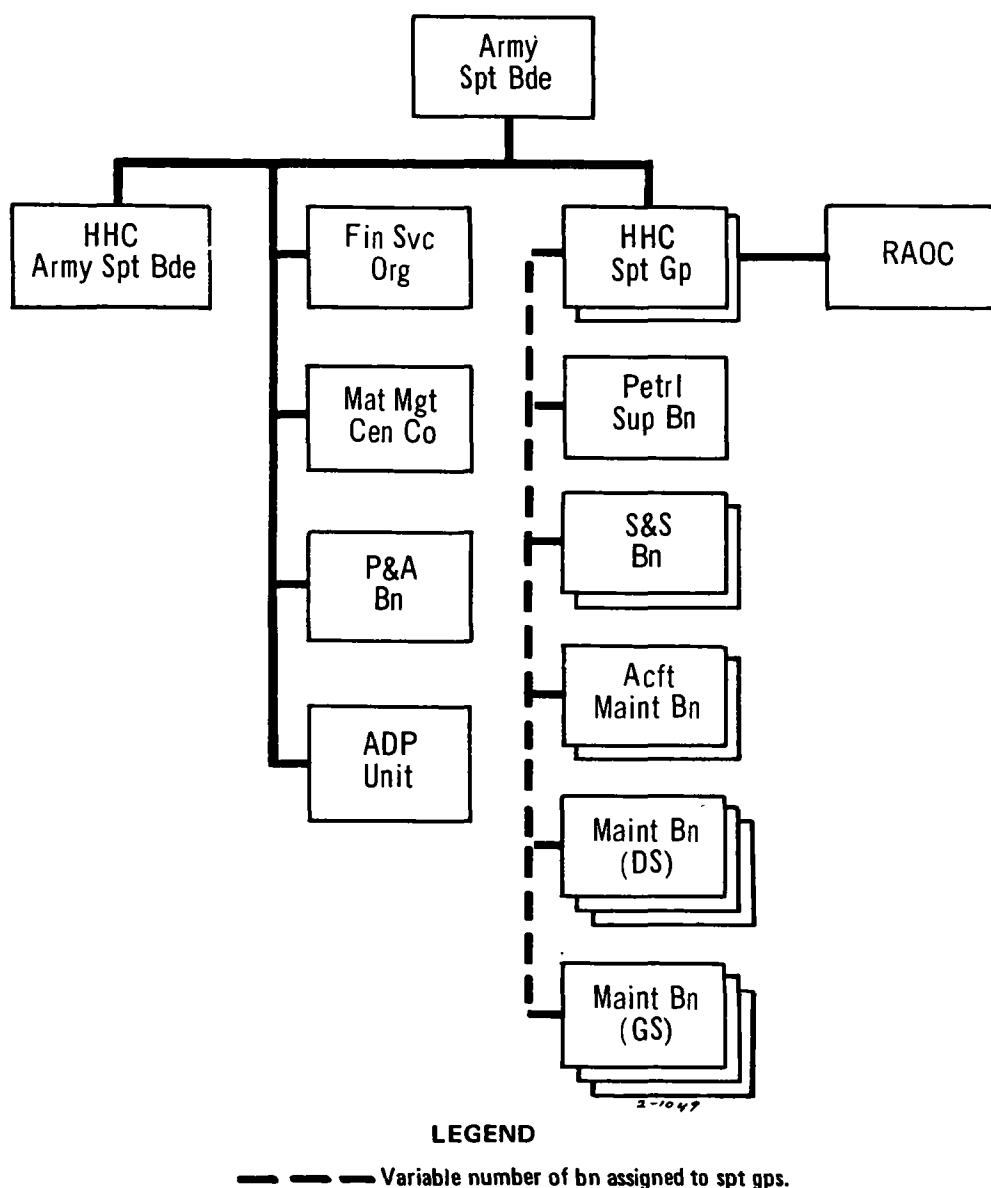 Army
Spt Bde
HHC
Army Spt Bde
Fin Svc
Org
HHC
Spt Gp
RAOC
Mat Mgt
Cen Co
Petrl
Sup Bn
P&A
Bn
S&S
Bn
ADP
Unit
Acft
Maint Bn
Maint Bn
(DS)
Maint Bn
(GS)
2-1049
LEGEND
Variable number of bn assigned to spt gps.